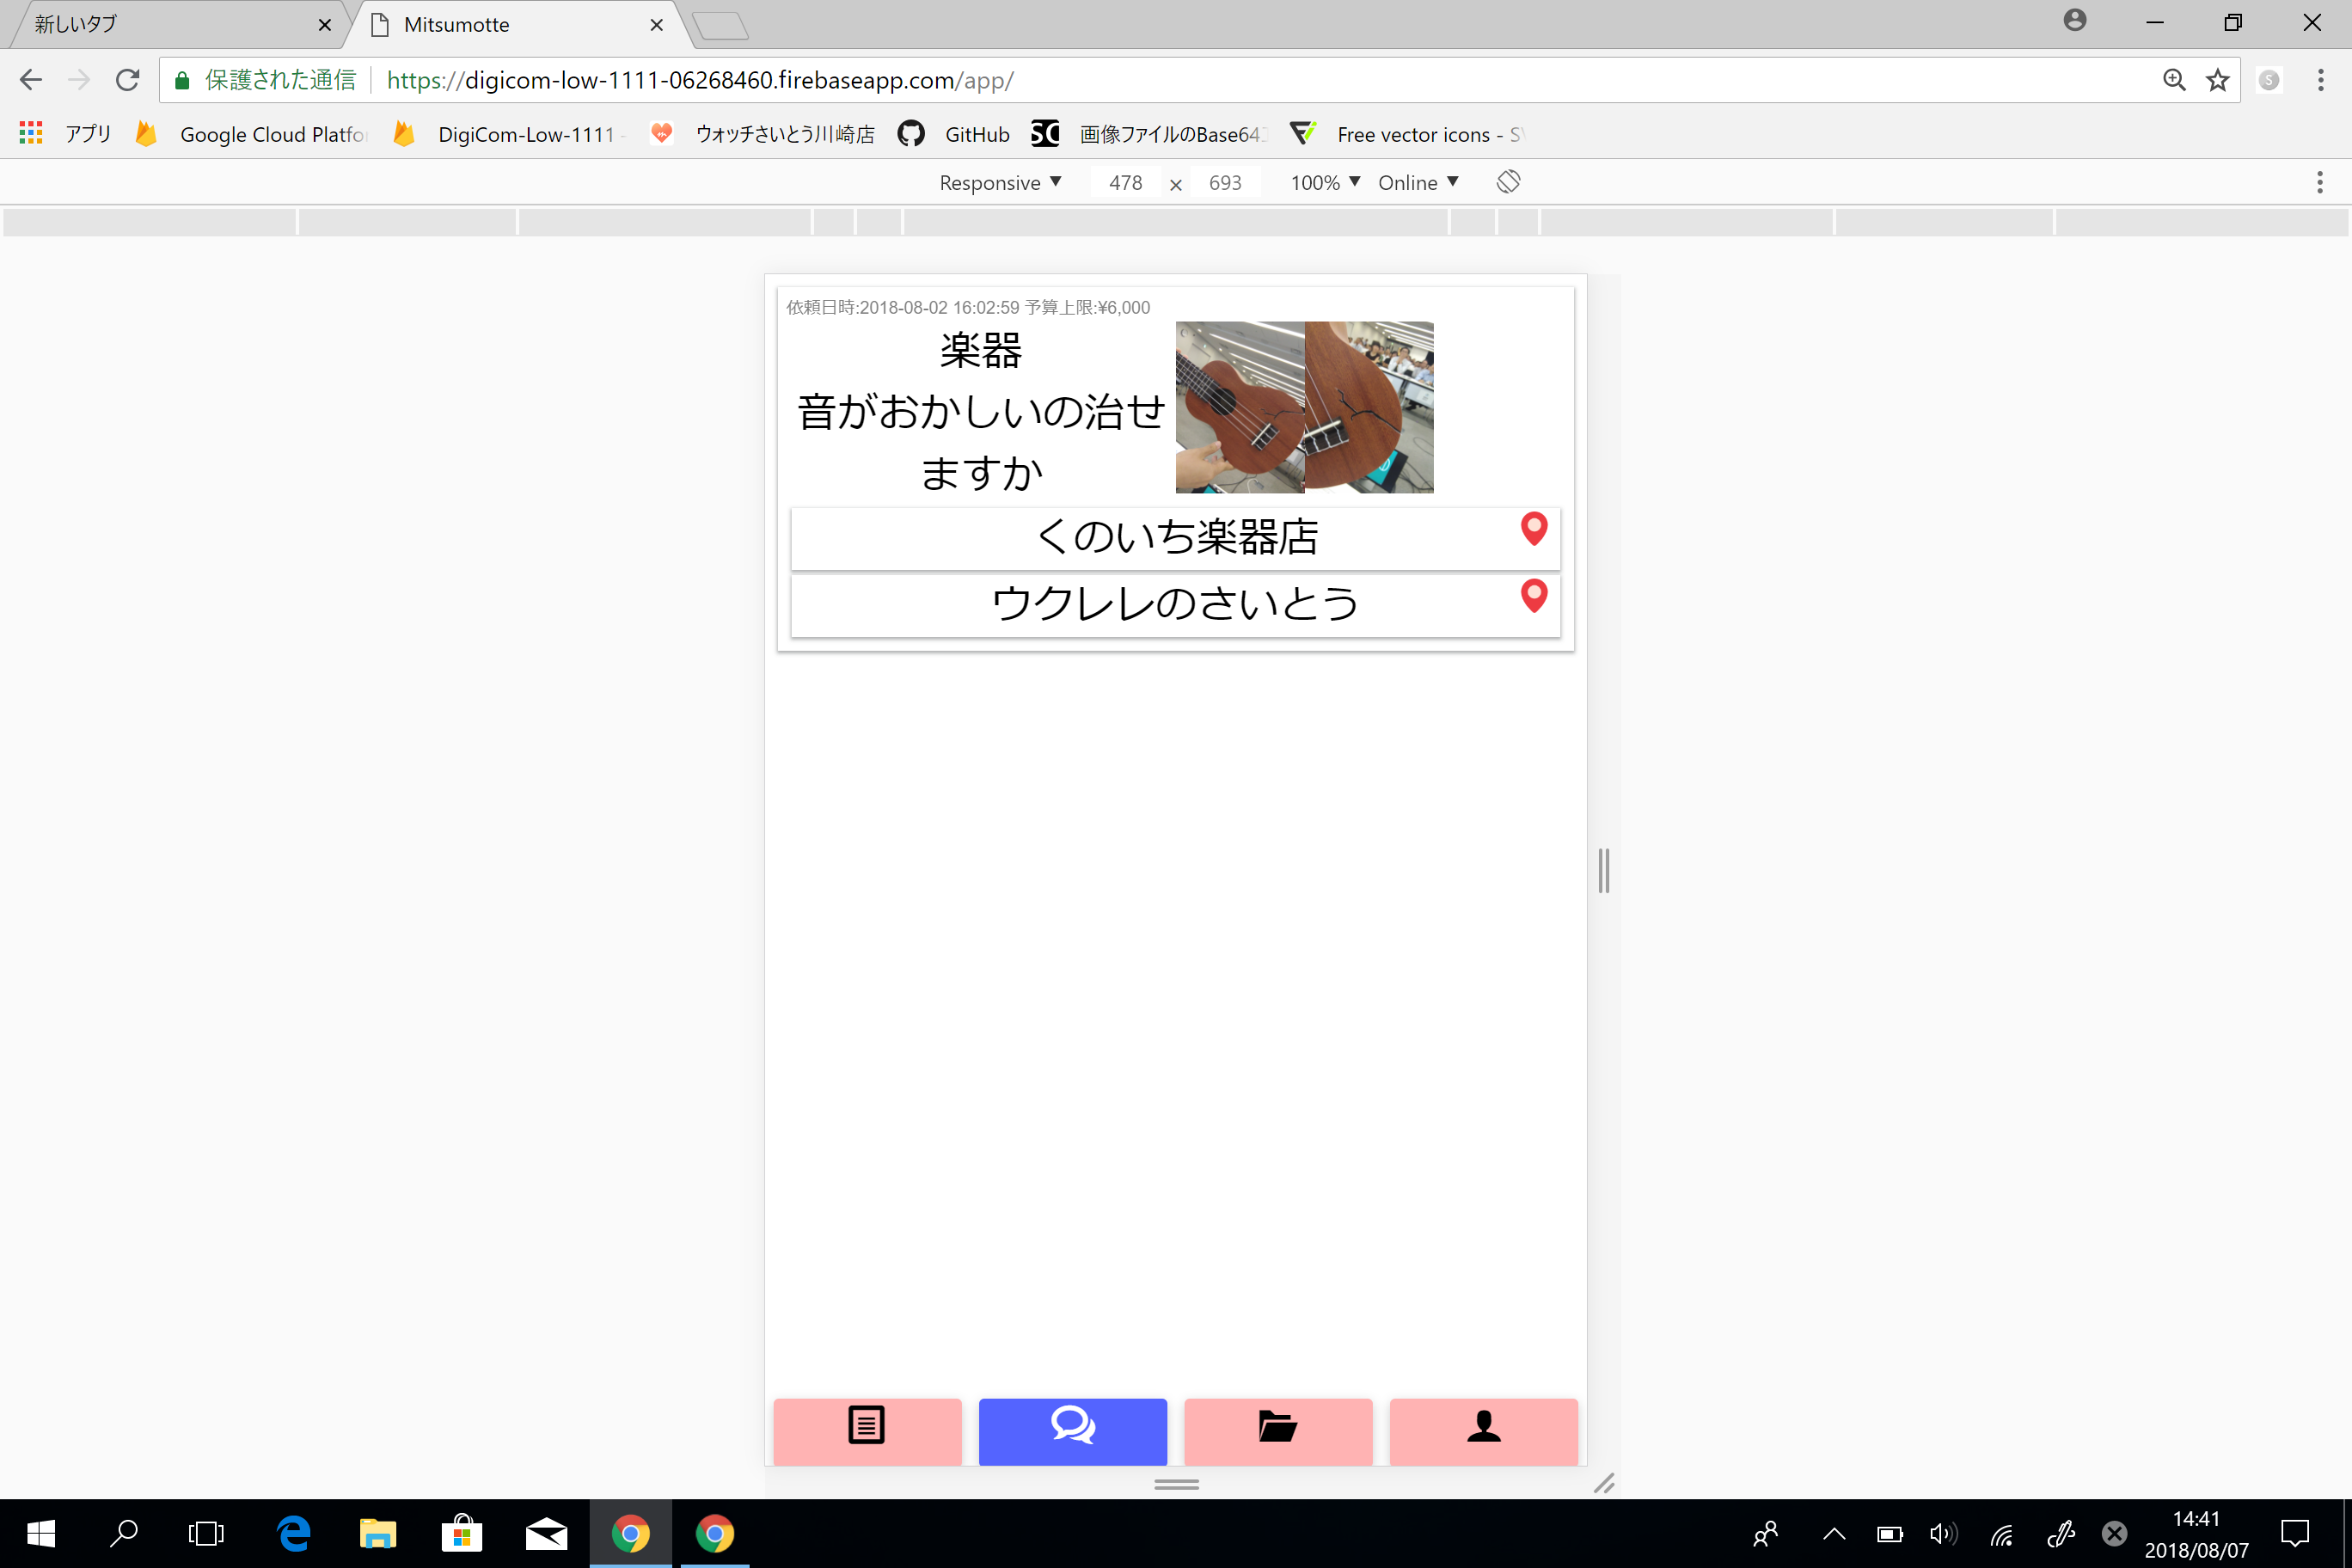 新しいタブ
Mitsumotte
保護された通信
https://digicom-low-1111-06268460.firebaseapp.com/app/
アプリ
Google Cloud Platfo
DigiCom-Low-1111 -
ウォッチさいとう川崎店
GitHub
SC
画像ファイルのBase64
Free vector icons - S
Responsive
478 × 693
100%
Online
依頼日時:2018-08-02 16:02:59 予算上限:¥6,000
楽器
音がおかしいの治せ
ますか
くのいち楽器店
ウクレレのさいとう
14:41
2018/08/07